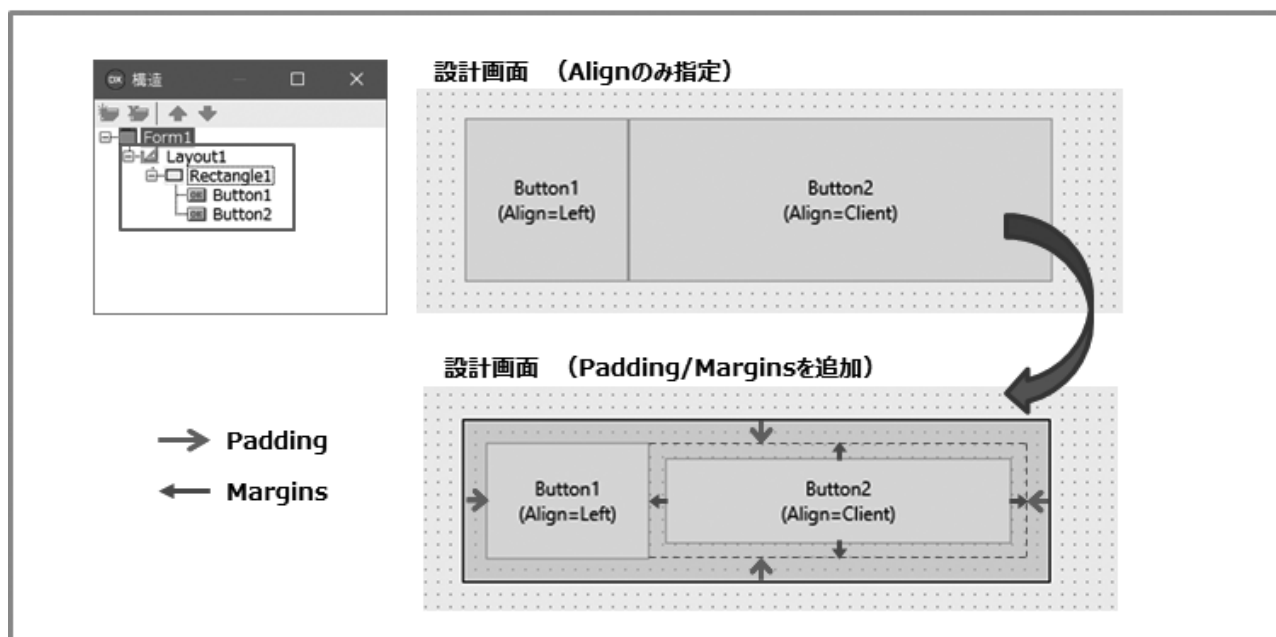 構造
Form1
Layout1
Rectangle1
Button1
Button2
設計画面 （Alignのみ指定）
Button1
(Align=Left)
Button2
(Align=Client)
設計画面 （Padding/Marginsを追加）
Padding
Margins
Button1
(Align=Left)
Button2
(Align=Client)